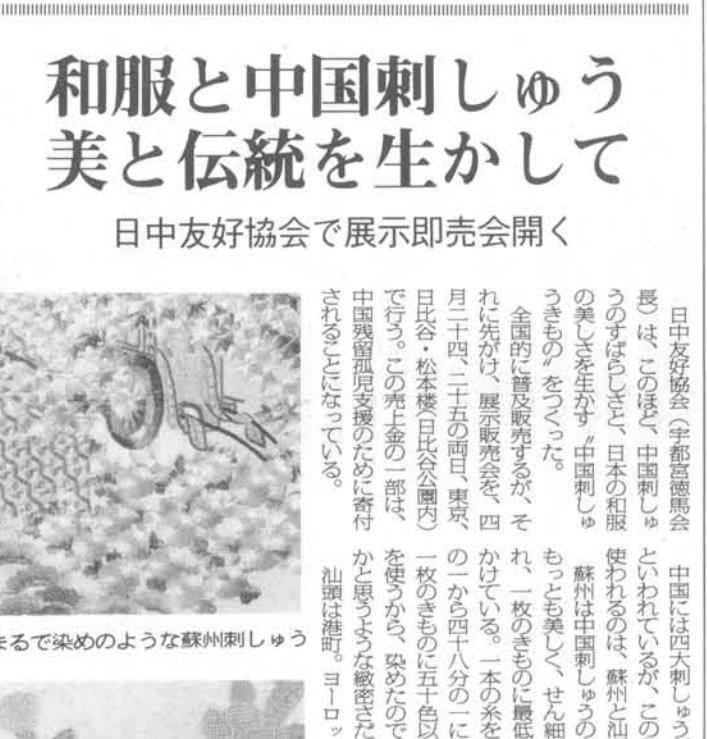 和服と中国刺しゅう
美と伝統を生かして
日中友好協会で展示即売会開く
日中友好協会(宇都宮徳馬会
長)は、このほど、中国刺しゅ
うのすばらしさと、日本の和服
の美しさを生かす〝中国刺しゅ
うきもの〟をつくった。
全国的に普及販売するが、そ
れに先がけ、展示販売会を、四
月二十四、二十五の両日、東京、
日比谷・松本楼(日比谷公園内)
で行う。この売上金の一部は、
中国残留孤児支援のために寄付
されることになっている。
中国には四大刺しゅう
といわれているが、この
使われるのは、蘇州と汕
蘇州は中国刺しゅうの
もっとも美しく、せん細
れ、一枚のきものに最低
かけている。一本の糸を
の一から四十八分の一に
一枚のきものに五十色以
を使うから、染めたので
かと思うような緻密さだ
汕頭は港町。ヨーロッ
まるで染めのような蘇州刺しゅう